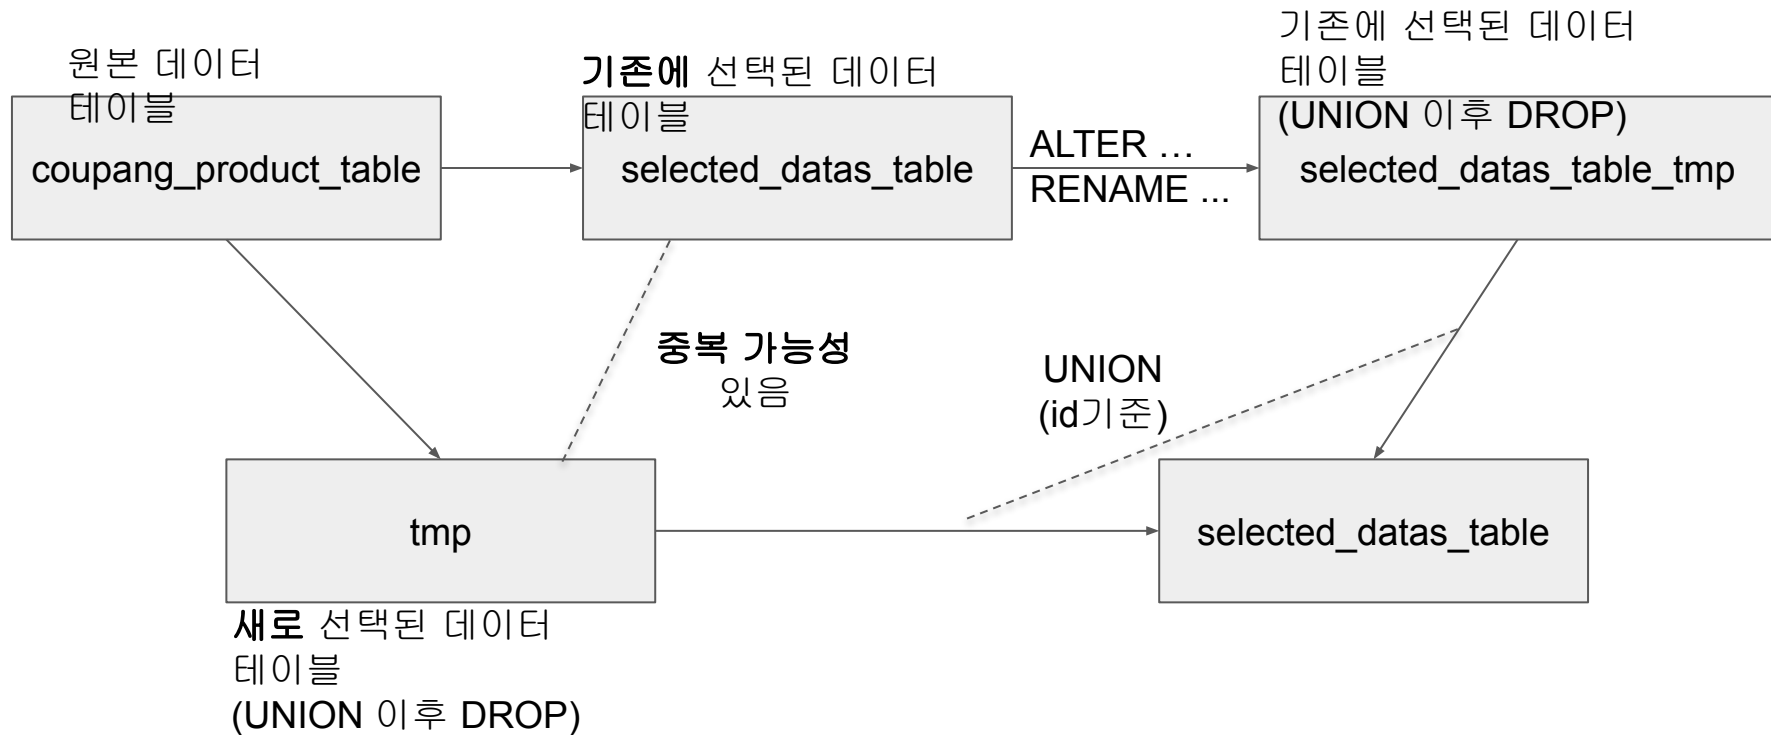 원본 데이터
테이블
coupang_product_table
기존에 선택된 데이터
테이블
selected_datas_table
ALTER …
RENAME ...
기존에 선택된 데이터
테이블
(UNION 이후 DROP)
selected_datas_table_tmp
중복 가능성
있음
UNION
(id기준)
tmp
새로 선택된 데이터
테이블
(UNION 이후 DROP)
selected_datas_table